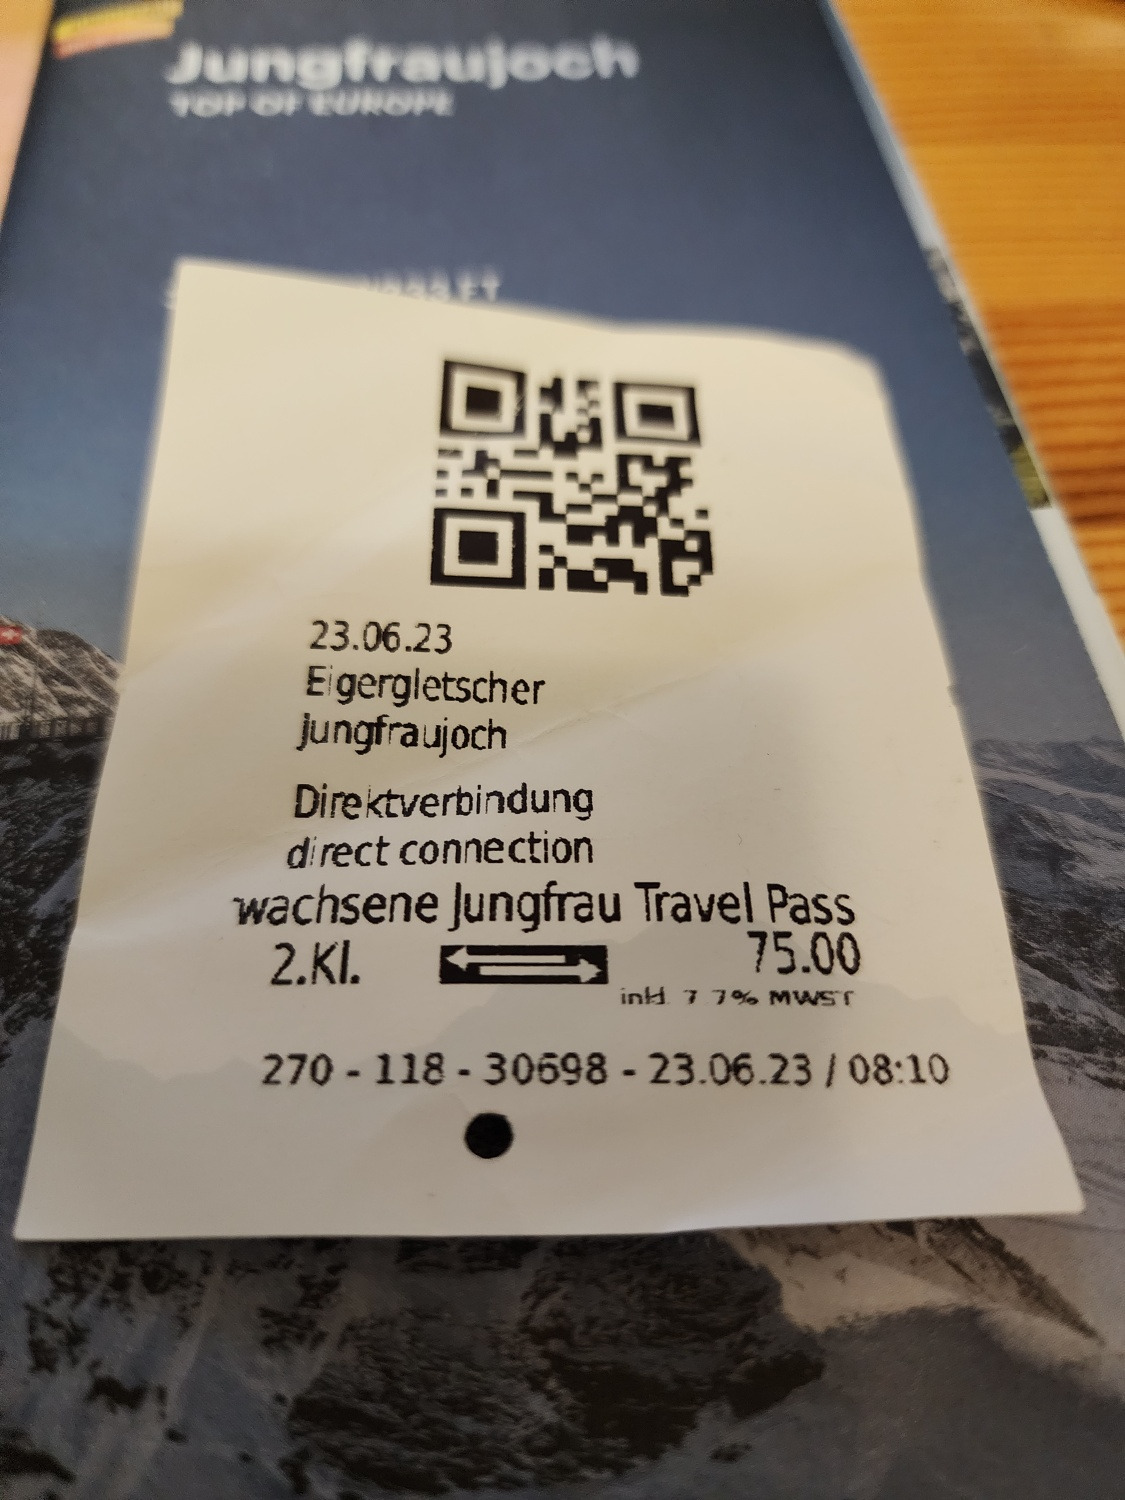 Jungfraujoch
TOP OF EUROPE
23.06.23
Eigergletscher
Jungfraujoch
Direktverbindung
direct connection
wachsene Jungfrau Travel Pass
2.Kl. 75.00
inkl. 7.7% MWST
270 - 118 - 30698 - 23.06.23 / 08:10